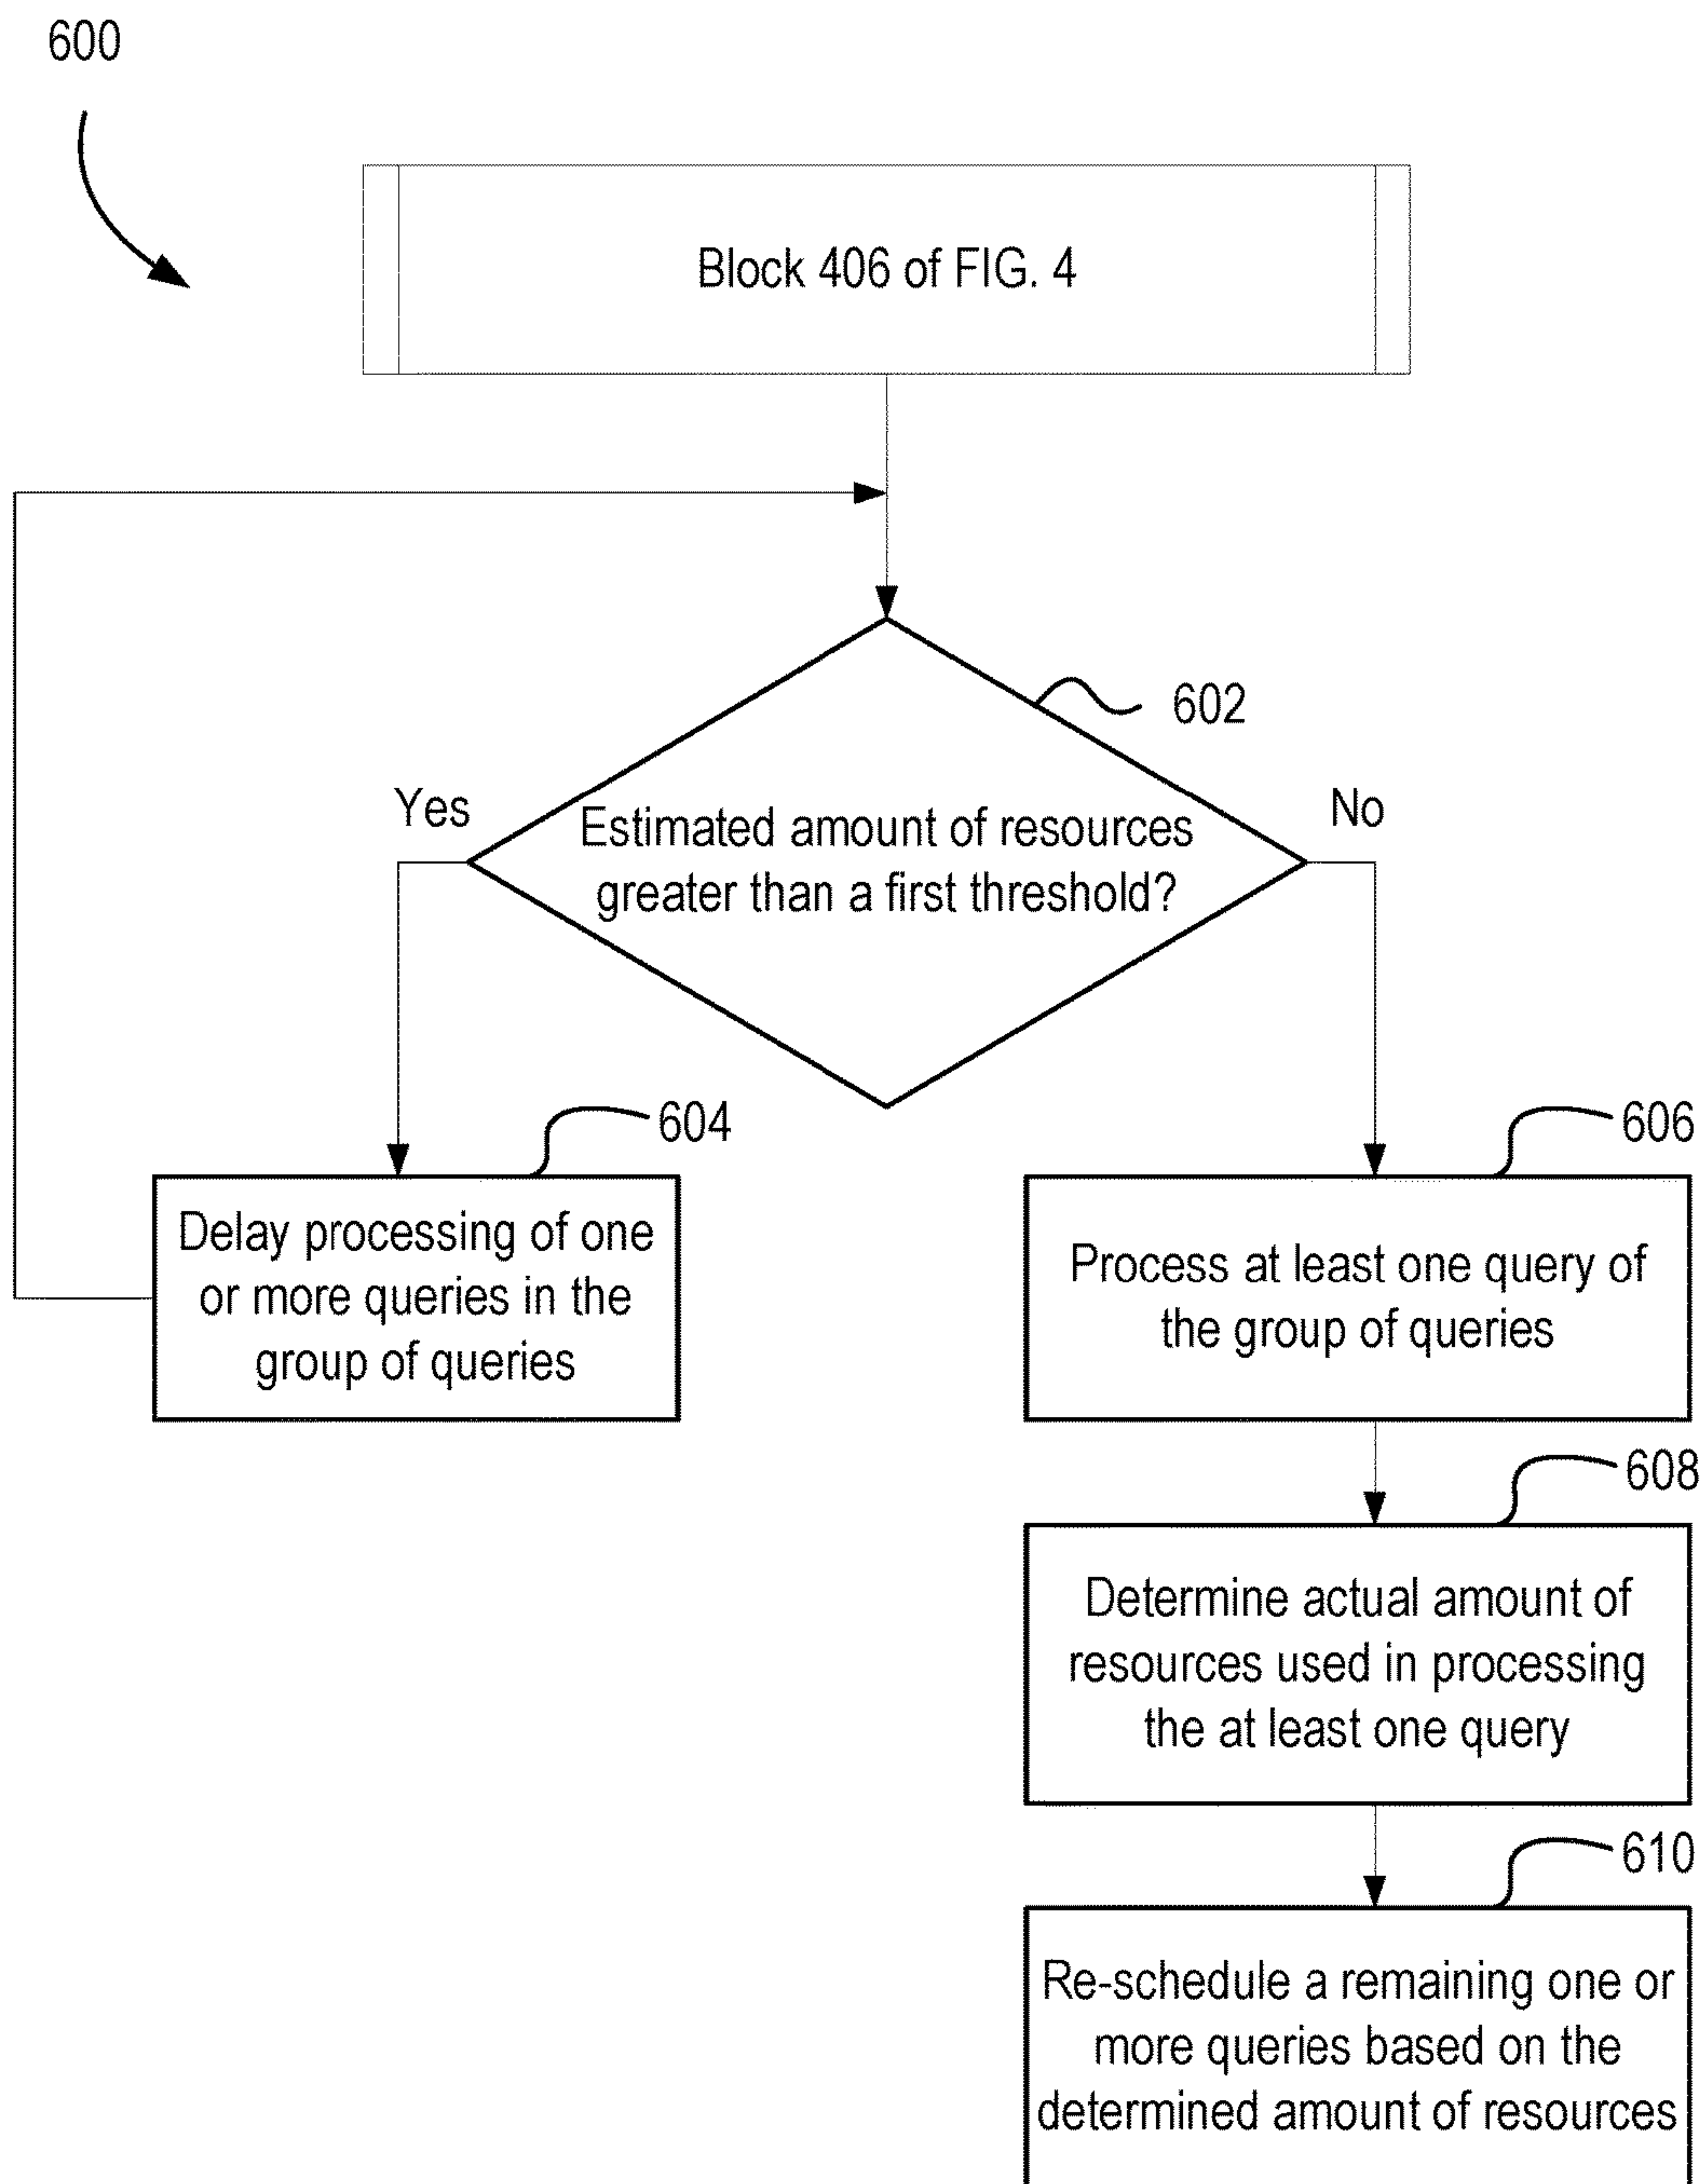 600
Block 406 of FIG. 4
602
Yes
No
Estimated amount of resources
greater than a first threshold?
604
606
Delay processing of one
or more queries in the
group of queries
Process at least one query of
the group of queries
608
Determine actual amount of
resources used in processing
the at least one query
610
Re-schedule a remaining one or
more queries based on the
determined amount of resources